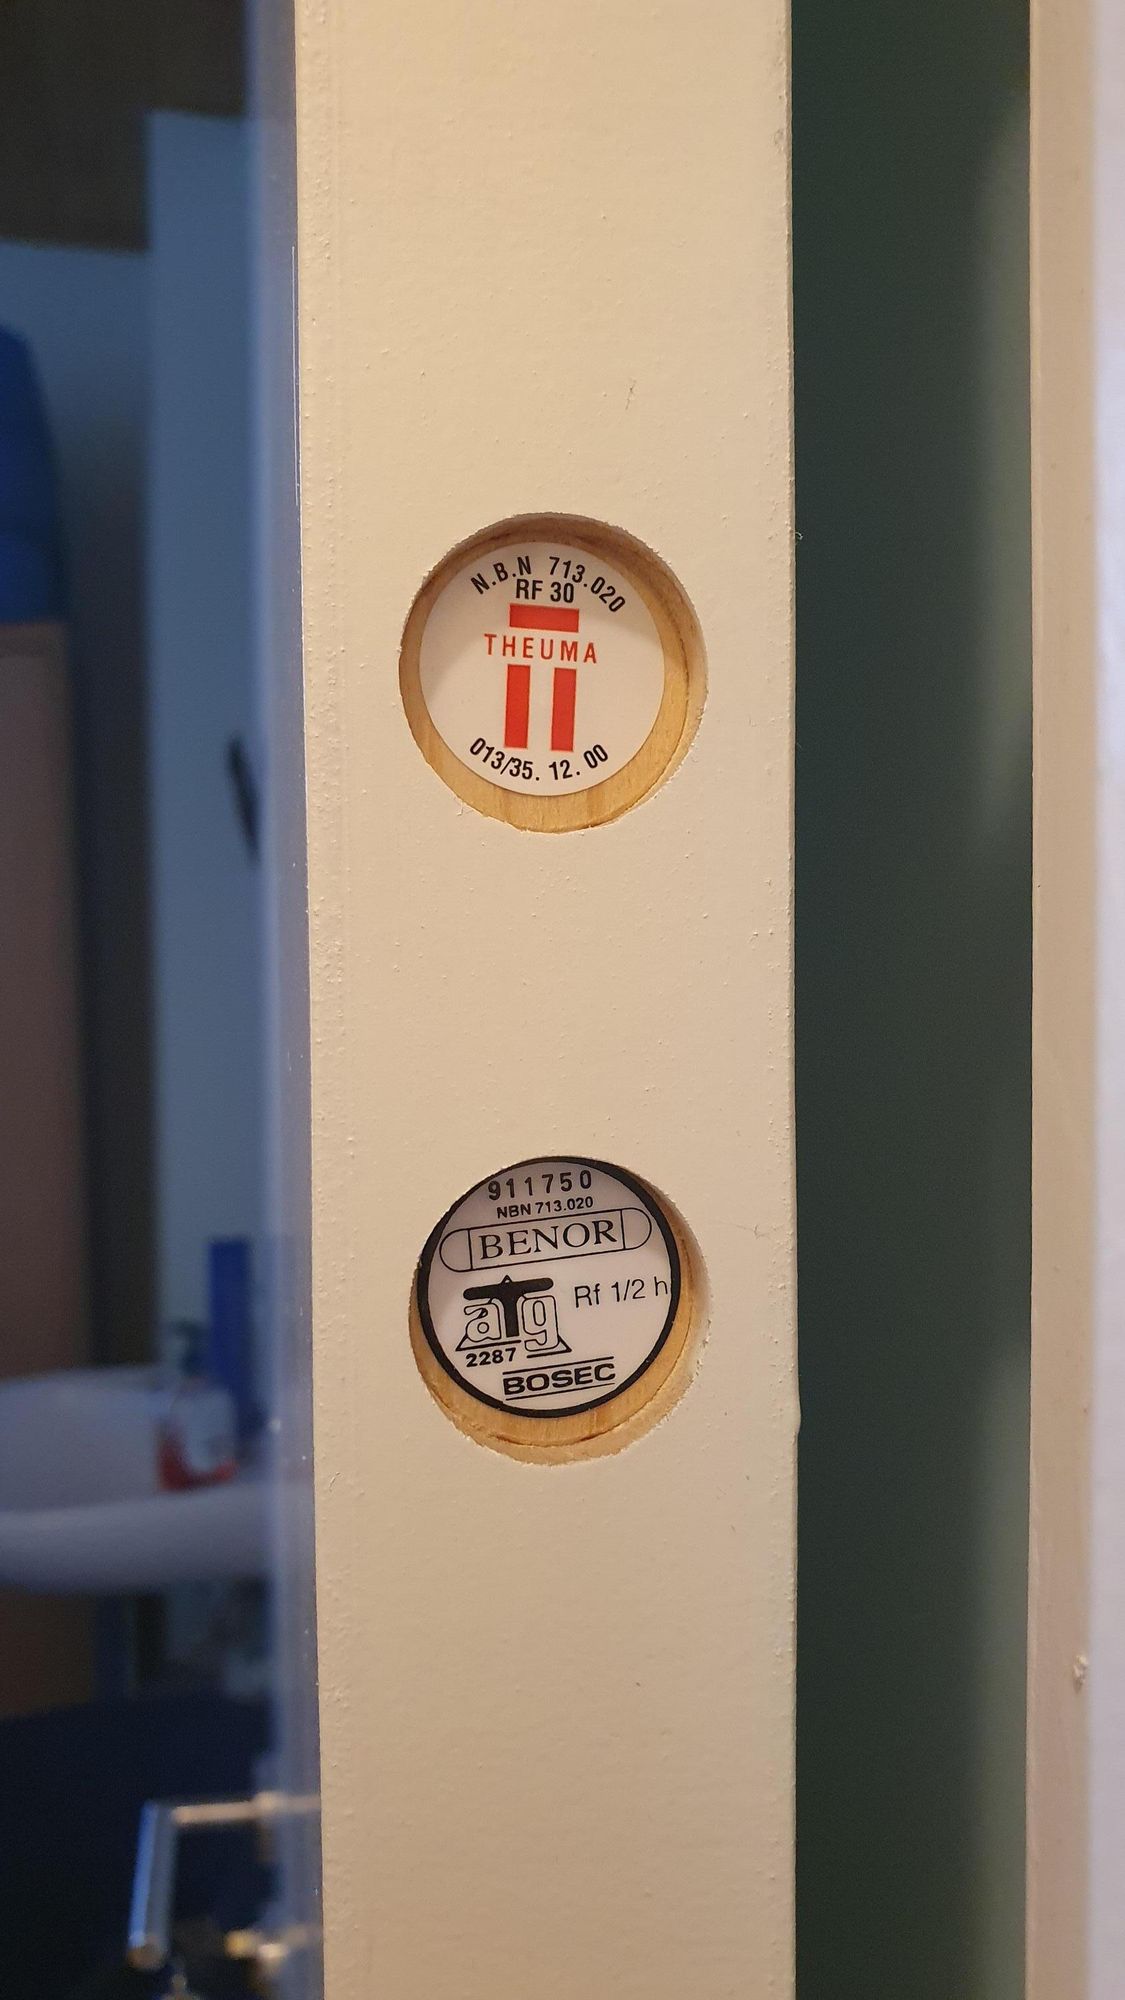 N.B.N 713.020
RF 30
THEUMA
013/35. 12. 00
911750
NBN 713.020
BENOR
Rf 1/2 h
aTg
2287
BOSEC